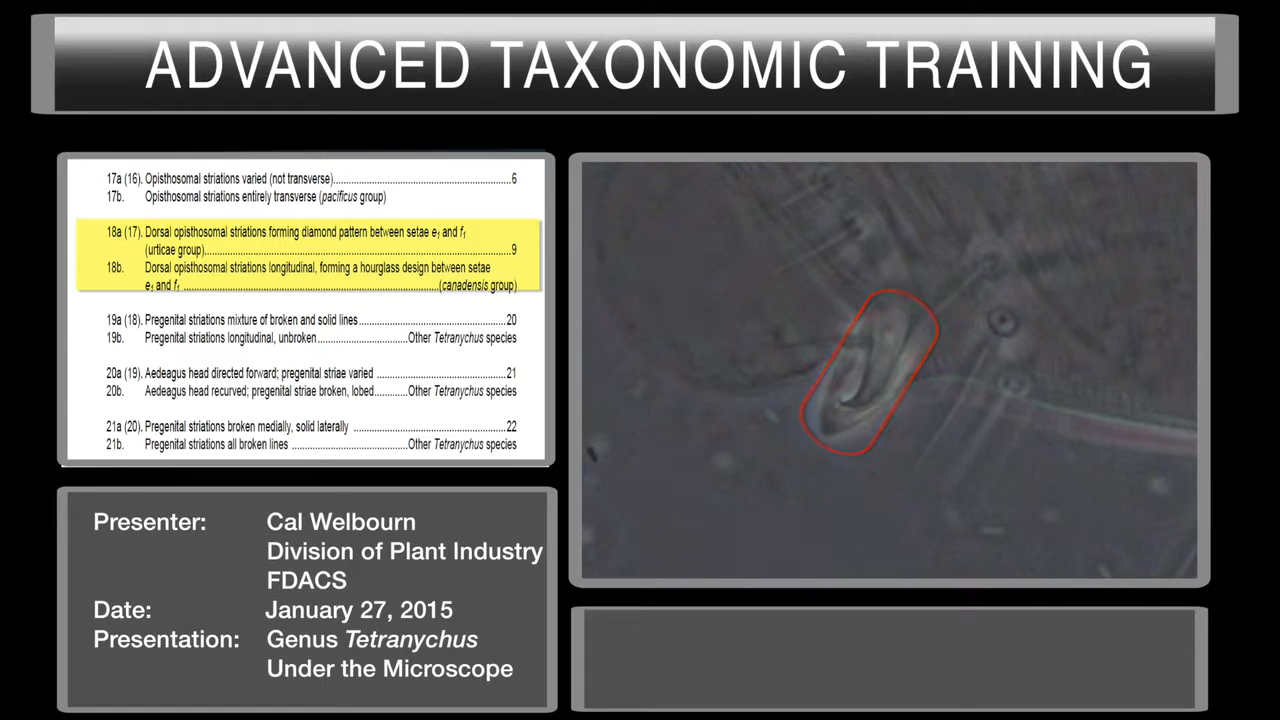 ADVANCED TAXONOMIC TRAINING
17a (16). Opisthosomal striations varied (not transverse)..........................................................6
17b. Opisthosomal striations entirely transverse (pacificus group)
18a (17). Dorsal opisthosomal striations forming diamond pattern between setae e1 and f1
(urticae group)....................................................................................................9
18b. Dorsal opisthosomal striations longitudinal, forming a hourglass design between setae
e1 and f1 ....................................................................................(canadensis group)
19a (18). Pregenital striations mixture of broken and solid lines..................................................20
19b. Pregenital striations longitudinal, unbroken..............................Other Tetranychus species
20a (19). Aedeagus head directed forward; pregenital striae varied ..........................................21
20b. Aedeagus head recurved; pregenital striae broken, lobed............Other Tetranychus species
21a (20). Pregenital striations broken medially, solid laterally ..................................................22
21b. Pregenital striations all broken lines .......................................Other Tetranychus species
Presenter: Cal Welbourn
Division of Plant Industry
FDACS
Date: January 27, 2015
Presentation: Genus Tetranychus
Under the Microscope